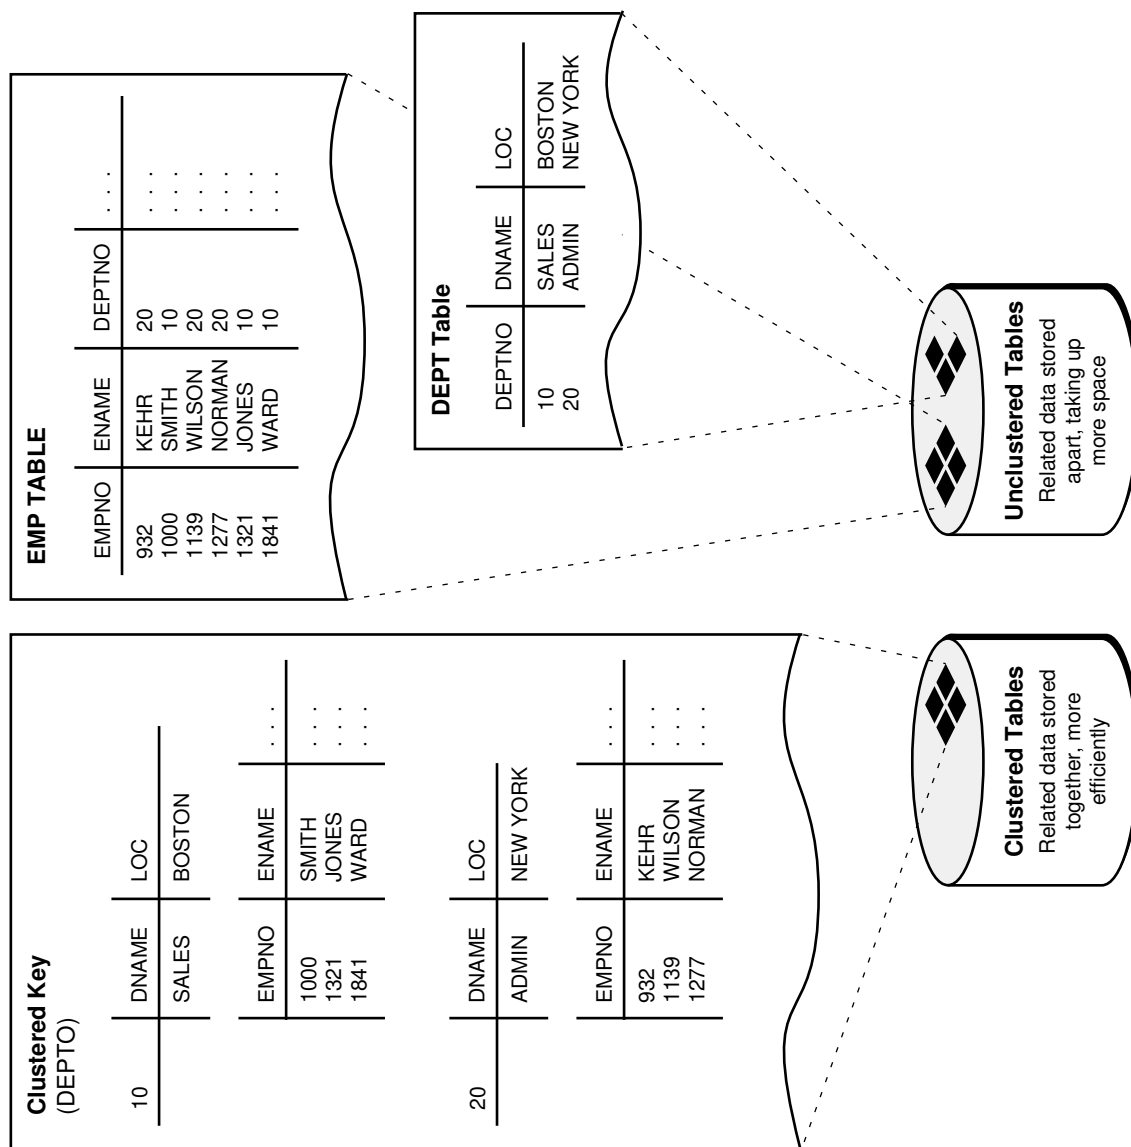 Clustered Key
(DEPTO)
10 DNAME LOC
SALES BOSTON
EMPNO ENAME . . .
1000 SMITH . . .
1321 JONES . . .
1841 WARD . . .
20 DNAME LOC
ADMIN NEW YORK
EMPNO ENAME . . .
932 KEHR . . .
1139 WILSON . . .
1277 NORMAN . . .
Clustered Tables
Related data stored
together, more
efficiently
EMP TABLE
EMPNO ENAME DEPTNO . . .
932 KEHR 20 . . .
1000 SMITH 10 . . .
1139 WILSON 20 . . .
1277 NORMAN 20 . . .
1321 JONES 10 . . .
1841 WARD 10 . . .
DEPT Table
DEPTNO DNAME LOC
10 SALES BOSTON
20 ADMIN NEW YORK
Unclustered Tables
Related data stored
apart, taking up
more space